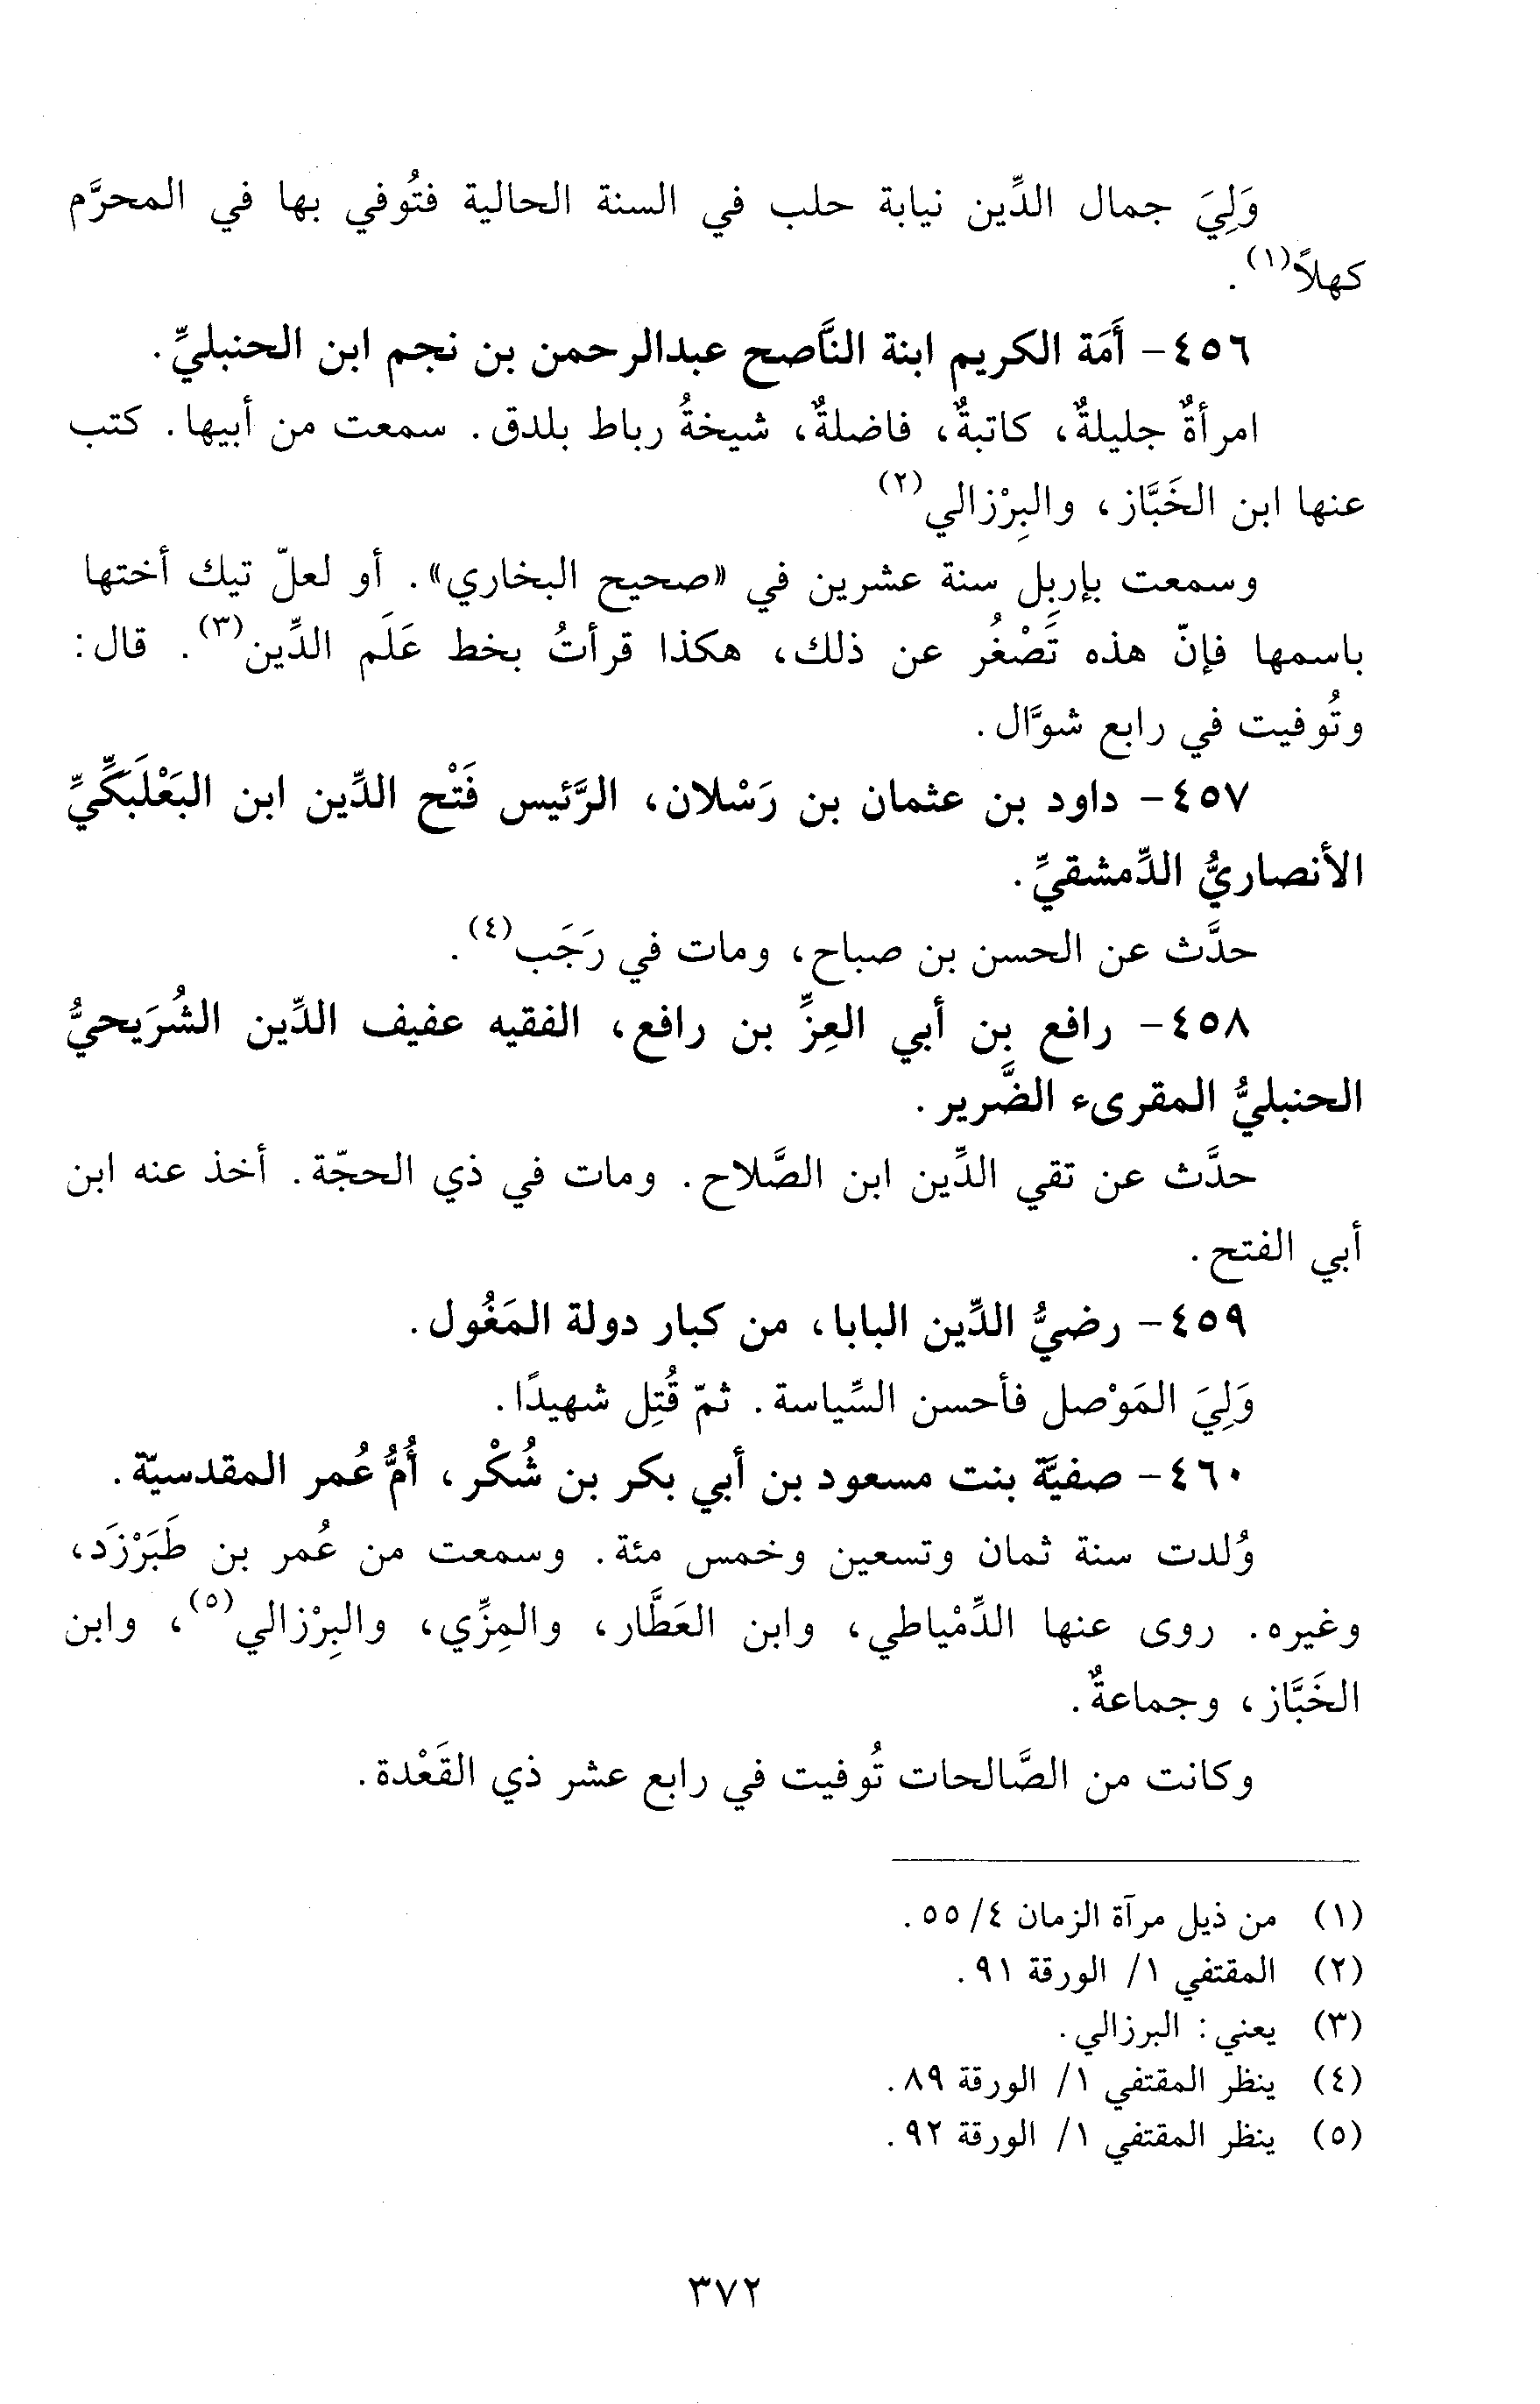 وَلِيَ جمال الدِّين نيابة حلب في السنة الحالية فتُوفي بها في المحرَّم
كهلاً(١) .
٤٥٦- أَمَة الكريم ابنة النَّاصح عبدالرحمن بن نجم ابن الحنبليِّ.
امرأةٌ جليلةٌ، كاتبةٌ، فاضلةٌ، شيخةُ رباط بلدق. سمعت من أبيها. كتب
عنها ابن الخَبَّاز، والبِرْزالي(٢)
وسمعت بإربِل سنة عشرين في «صحيح البخاري». أو لعلّ تيك أختها
باسمها فإنّ هذه تَصْغُر عن ذلك، هكذا قرأتُ بخط عَلَم الدِّين(٣). قال:
وتُوفيت في رابع شوَّال.
٤٥٧- داود بن عثمان بن رَسْلان، الرَّئيس فَتْح الدِّين ابن البَعْلَبَكِّيِّ
الأنصاريُّ الدِّمشقيِّ.
حدَّث عن الحسن بن صباح، ومات في رَجَب(٤).
٤٥٨- رافع بن أبي العِزِّ بن رافع، الفقيه عفيف الدِّين الشُرَيحيُّ
الحنبليُّ المقرىء الضَّرير.
حدَّث عن تقي الدِّين ابن الصَّلاح. ومات في ذي الحجّة. أخذ عنه ابن
أبي الفتح.
٤٥٩- رضيُّ الدِّين البابا، من كبار دولة المَغُول.
وَلِيَ المَوْصل فأحسن السِّياسة. ثمّ قُتِل شهيدًا.
٤٦٠- صفيَّة بنت مسعود بن أبي بكر بن شُكْر، أُمُّ عُمر المقدسيّة.
وُلدت سنة ثمان وتسعين وخمس مئة. وسمعت من عُمر بن طَبَرْزَد،
وغيره. روى عنها الدِّمْياطي، وابن العَطَّار، والمِزِّي، والبِرْزالي(٥)، وابن
الخَبَّاز، وجماعةٌ.
وكانت من الصَّالحات تُوفيت في رابع عشر ذي القَعْدة.
(١) من ذيل مرآة الزمان ٤/ ٥٥.
(٢) المقتفي ١/ الورقة ٩١.
(٣) يعني: البرزالي.
(٤) ينظر المقتفي ١/ الورقة ٨٩.
(٥) ينظر المقتفي ١/ الورقة ٩٢.
٣٧٢